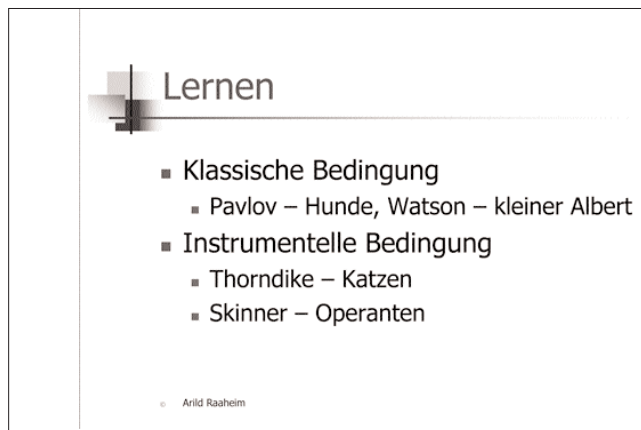 Lernen
Klassische Bedingung
Pavlov – Hunde, Watson – kleiner Albert
Instrumentelle Bedingung
Thorndike – Katzen
Skinner – Operanten
© Arild Raaheim